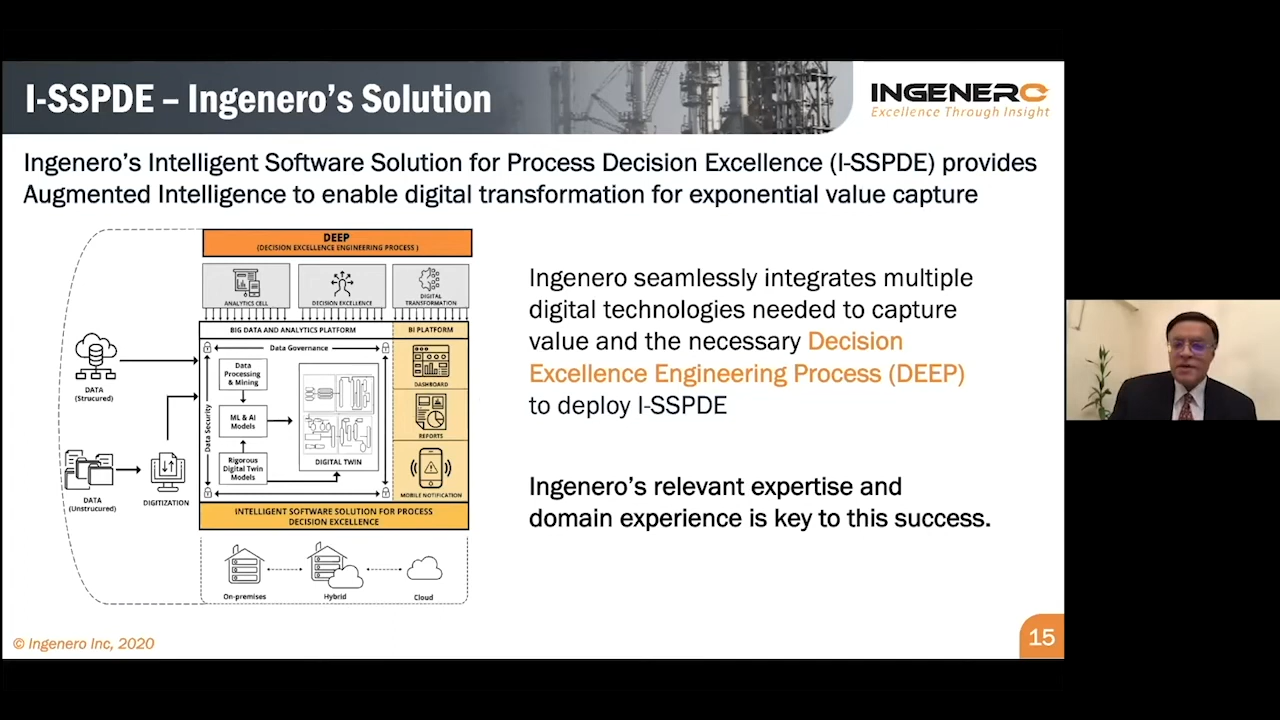 I-SSPDE – Ingenero's Solution
INGENERO
Excellence Through Insight
Ingenero's Intelligent Software Solution for Process Decision Excellence (I-SSPDE) provides
Augmented Intelligence to enable digital transformation for exponential value capture
DEEP
(DECISION EXCELLENCE ENGINEERING PROCESS )
ANALYTICS CELL
DECISION EXCELLENCE
DIGITAL
TRANSFORMATION
BIG DATA AND ANALYTICS PLATFORM
BI PLATFORM
Data Governance
Data Security
Data
Processing
& Mining
ML & AI
Models
Rigorous
Digital Twin
Models
DIGITAL TWIN
DASHBOARD
REPORTS
MOBILE NOTIFICATION
DATA
(Strucured)
DATA
(Unstrucured)
DIGITIZATION
INTELLIGENT SOFTWARE SOLUTION FOR PROCESS
DECISION EXCELLENCE
On-premises
Hybrid
Cloud
Ingenero seamlessly integrates multiple
digital technologies needed to capture
value and the necessary Decision
Excellence Engineering Process (DEEP)
to deploy I-SSPDE
Ingenero's relevant expertise and
domain experience is key to this success.
© Ingenero Inc, 2020
15